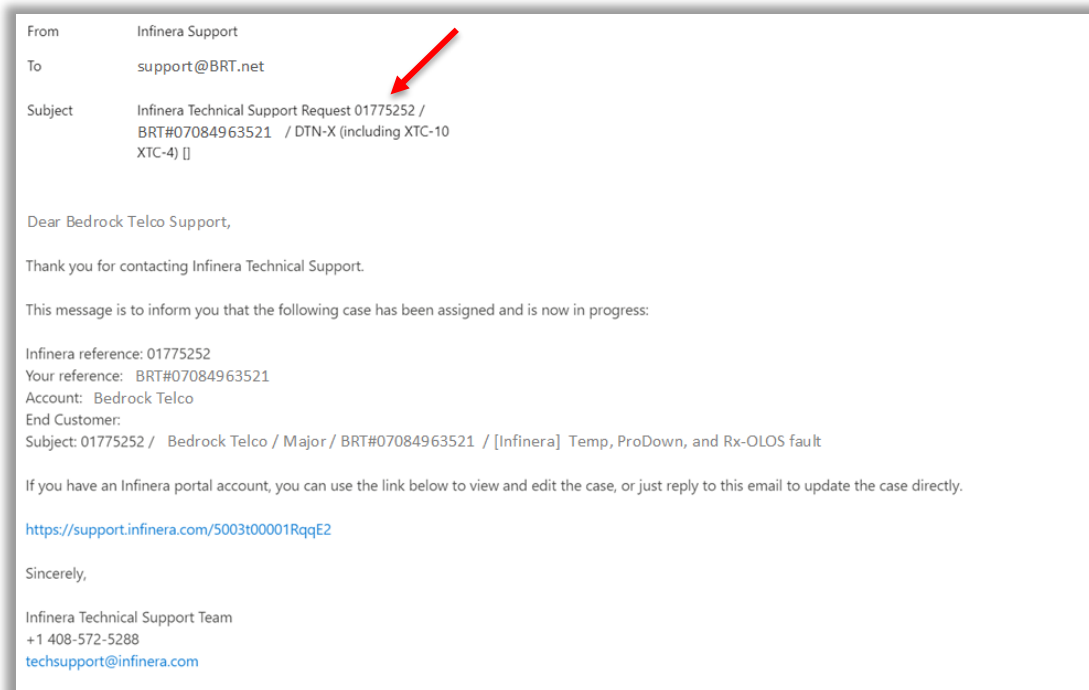 From Infinera Support
To support@BRT.net
Subject Infinera Technical Support Request 01775252 /
BRT#07084963521 / DTN-X (including XTC-10
XTC-4) []
Dear Bedrock Telco Support,
Thank you for contacting Infinera Technical Support.
This message is to inform you that the following case has been assigned and is now in progress:
Infinera reference: 01775252
Your reference: BRT#07084963521
Account: Bedrock Telco
End Customer:
Subject: 01775252 / Bedrock Telco / Major / BRT#07084963521 / [Infinera] Temp, ProDown, and Rx-OLOS fault
If you have an Infinera portal account, you can use the link below to view and edit the case, or just reply to this email to update the case directly.
https://support.infinera.com/5003t00001RqqE2
Sincerely,
Infinera Technical Support Team
+1 408-572-5288
techsupport@infinera.com